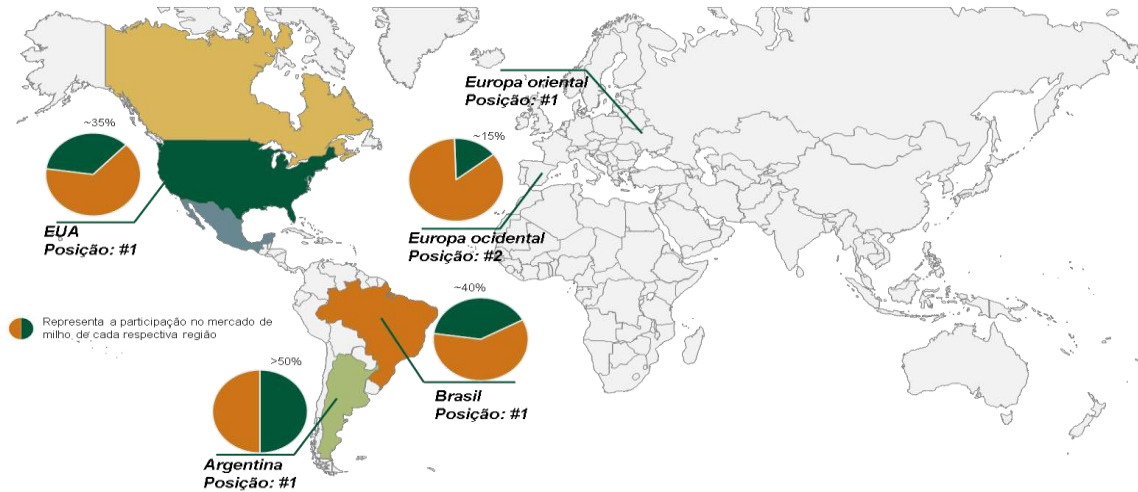 Europa oriental
Posição: #1
~35%
~15%
EUA
Posição: #1
Europa ocidental
Posição: #2
~40%
Representa a participação no mercado de
milho de cada respectiva região
>50%
Brasil
Posição: #1
Argentina
Posição: #1